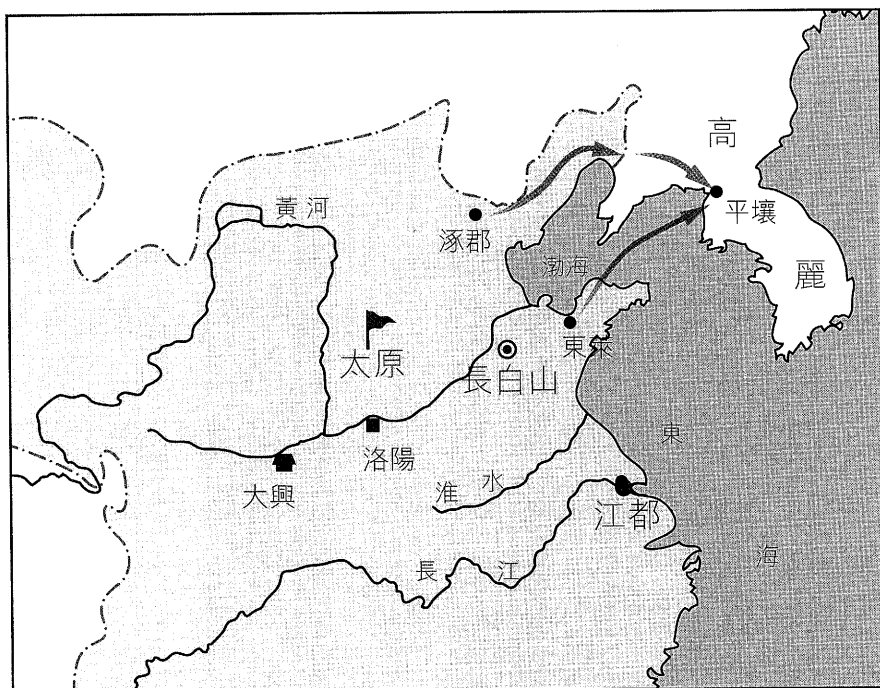 高
麗
平壤
黃河
涿郡
渤海
太原
東萊
長白山
洛陽
大興
淮水
江都
長江
東海